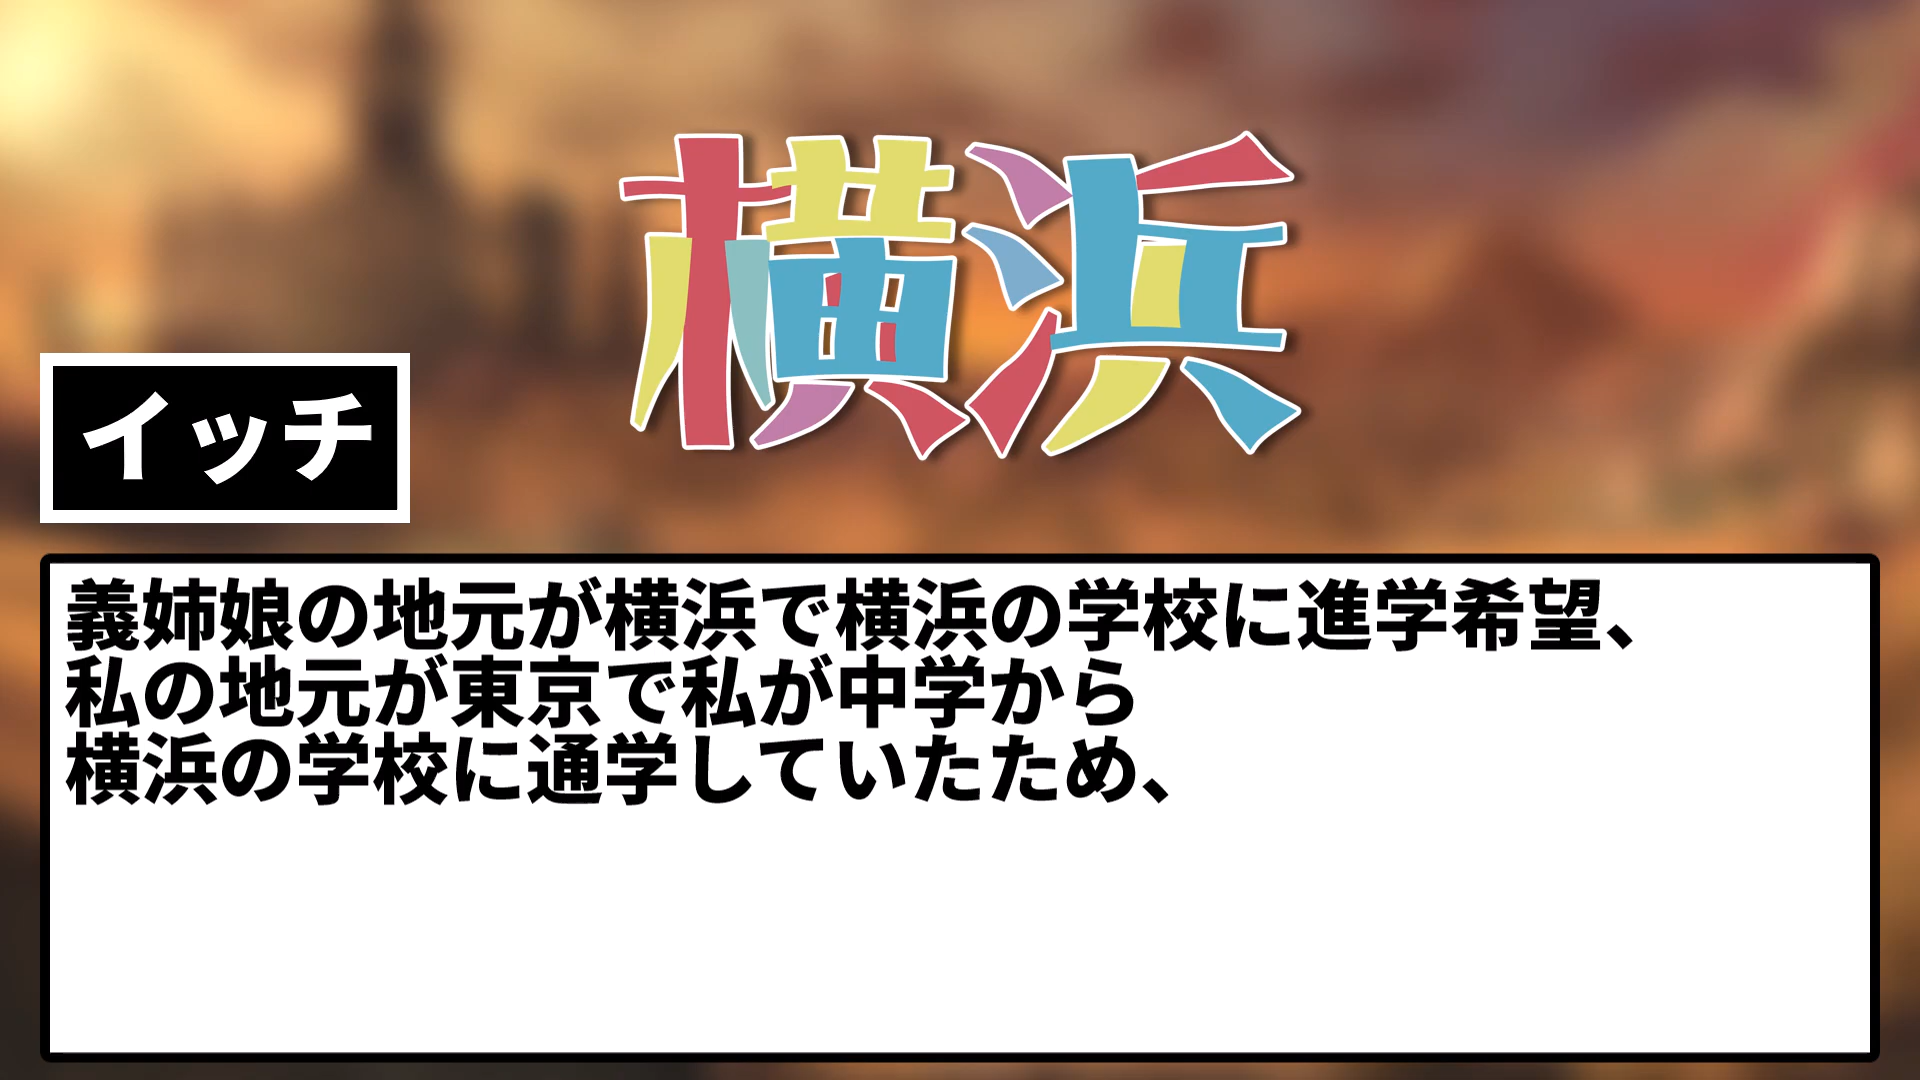 横浜
イッチ
義姉娘の地元が横浜で横浜の学校に進学希望、
私の地元が東京で私が中学から
横浜の学校に通学していたため、